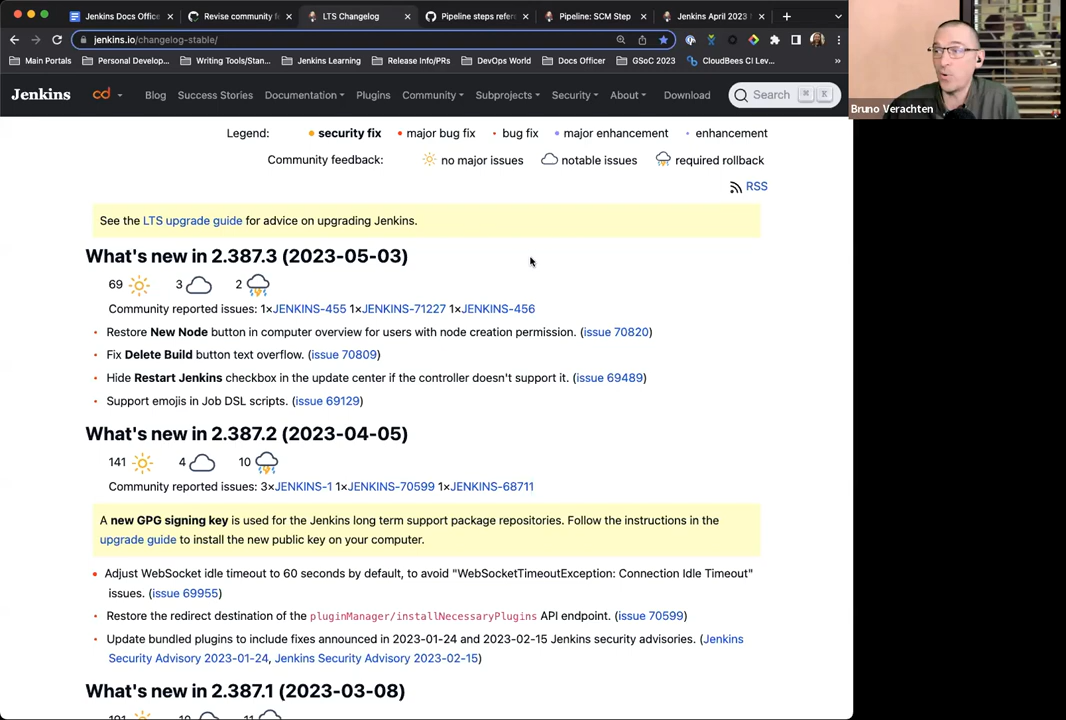 Jenkins Docs Office
Revise community f
LTS Changelog
Pipeline steps refere
Pipeline: SCM Step
Jenkins April 2023
jenkins.io/changelog-stable/
Main Portals
Personal Develop...
Writing Tools/Stan...
Jenkins Learning
Release Info/PRs
DevOps World
Docs Officer
GSoC 2023
CloudBees CI Lev...
Jenkins
cd
Blog
Success Stories
Documentation
Plugins
Community
Subprojects
Security
About
Download
Search ⌘ K
Bruno Verachten
Legend: security fix major bug fix bug fix major enhancement enhancement
Community feedback: no major issues notable issues required rollback
RSS
See the LTS upgrade guide for advice on upgrading Jenkins.
What's new in 2.387.3 (2023-05-03)
69 3 2
Community reported issues: 1×JENKINS-455 1×JENKINS-71227 1×JENKINS-456
Restore New Node button in computer overview for users with node creation permission. (issue 70820)
Fix Delete Build button text overflow. (issue 70809)
Hide Restart Jenkins checkbox in the update center if the controller doesn't support it. (issue 69489)
Support emojis in Job DSL scripts. (issue 69129)
What's new in 2.387.2 (2023-04-05)
141 4 10
Community reported issues: 3×JENKINS-1 1×JENKINS-70599 1×JENKINS-68711
A new GPG signing key is used for the Jenkins long term support package repositories. Follow the instructions in the
upgrade guide to install the new public key on your computer.
Adjust WebSocket idle timeout to 60 seconds by default, to avoid "WebSocketTimeoutException: Connection Idle Timeout"
issues. (issue 69955)
Restore the redirect destination of the pluginManager/installNecessaryPlugins API endpoint. (issue 70599)
Update bundled plugins to include fixes announced in 2023-01-24 and 2023-02-15 Jenkins security advisories. (Jenkins
Security Advisory 2023-01-24, Jenkins Security Advisory 2023-02-15)
What's new in 2.387.1 (2023-03-08)